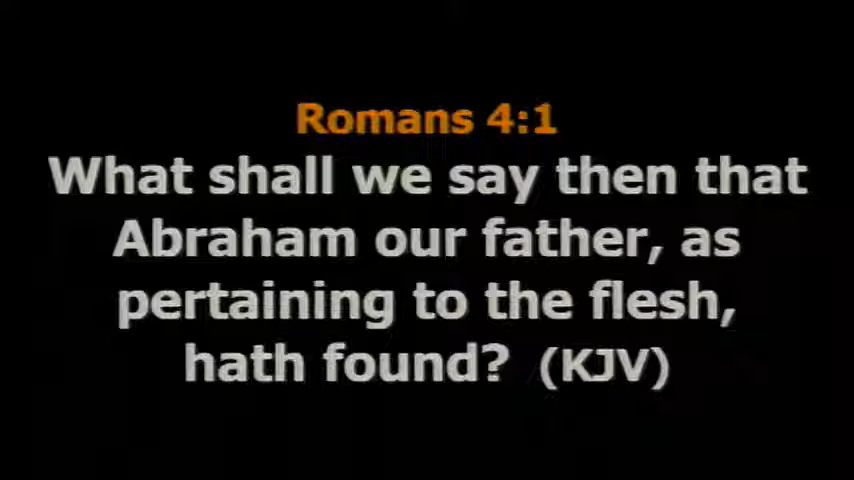 Romans 4:1
What shall we say then that
Abraham our father, as
pertaining to the flesh,
hath found? (KJV)